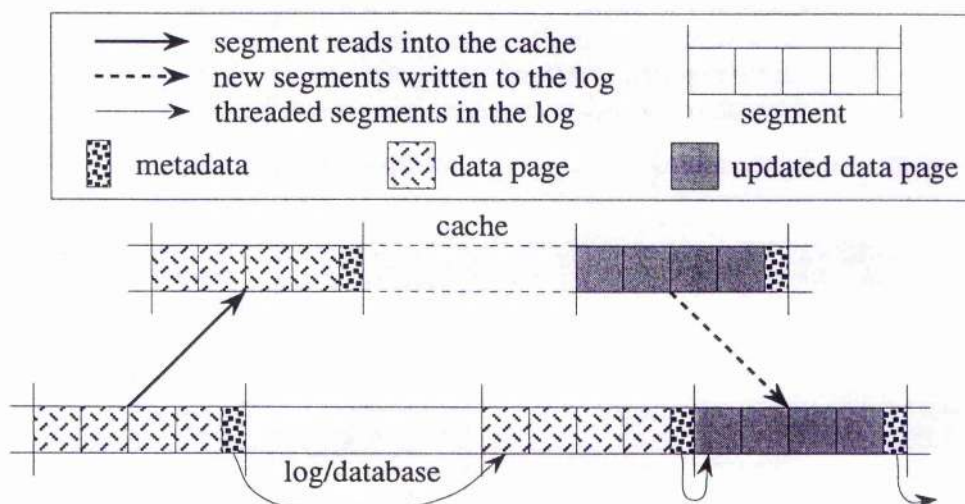 segment reads into the cache
new segments written to the log
threaded segments in the log
segment
metadata
data page
updated data page
cache
log/database